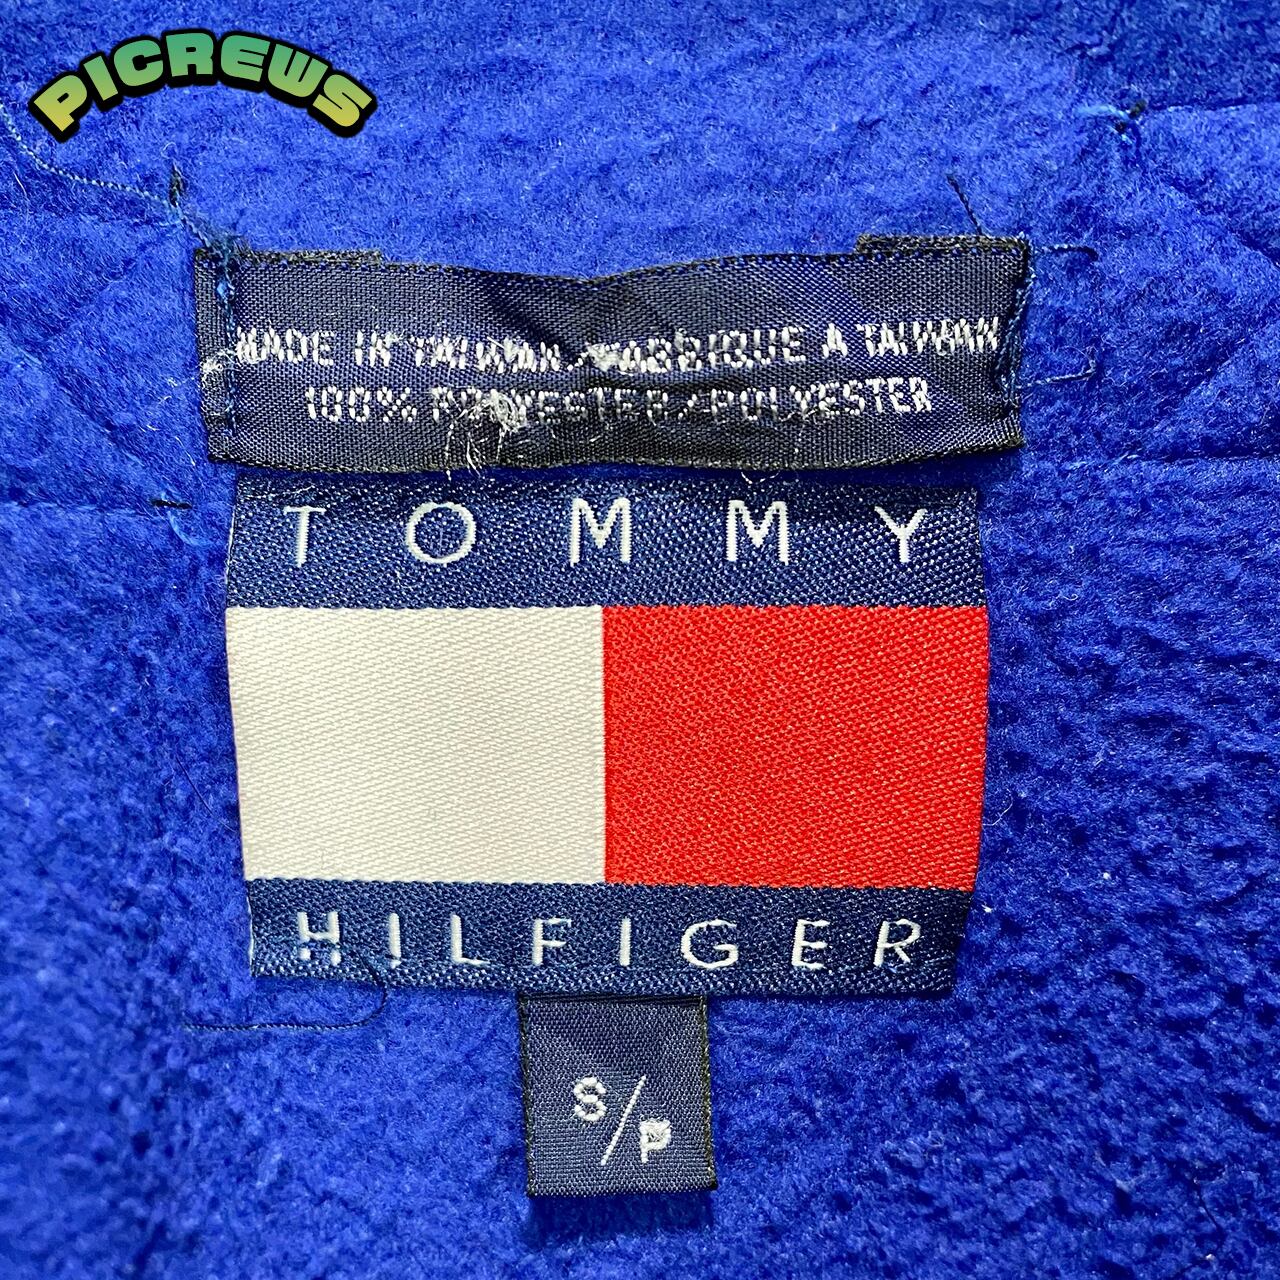 PICREWS
MADE IN TAIWAN / FABRIQUE A TAIWAN
100% POLYESTER / POLYESTER
TOMMY
HILFIGER
S/P